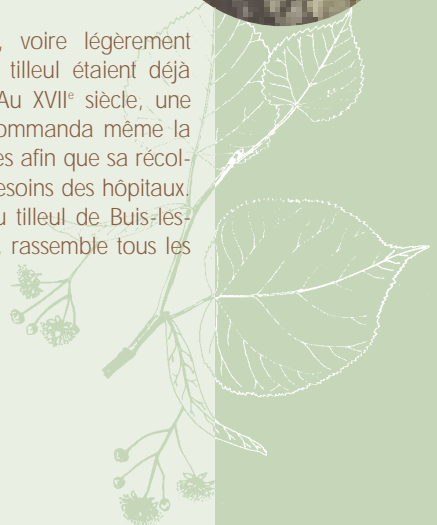 , voire légèrement
tilleul étaient déjà
Au XVIIe siècle, une
ommanda même la
es afin que sa récol-
esoins des hôpitaux.
u tilleul de Buis-les-
rassemble tous les